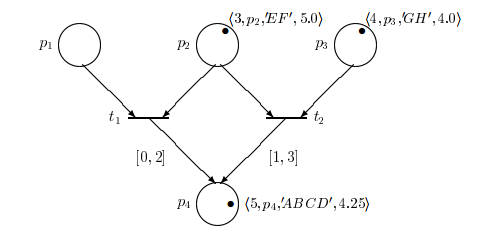 ⟨3, p2,'EF', 5.0⟩ ⟨4, p3,'GH', 4.0⟩
p1 p2 p3
t1 t2
[0, 2] [1, 3]
p4 ⟨5, p4,'ABCD', 4.25⟩